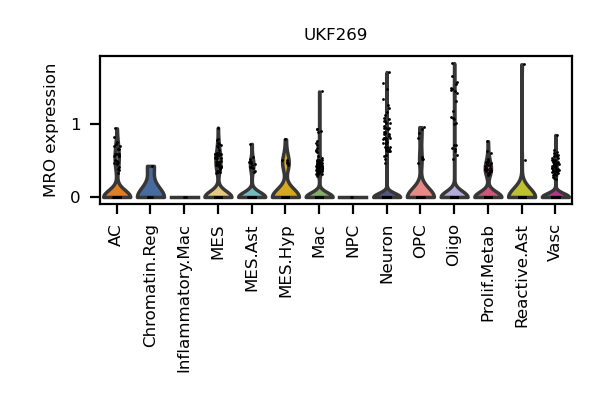 UKF269
MRO expression
1
0
AC
Chromatin.Reg
Inflammatory.Mac
MES
MES.Ast
MES.Hyp
Mac
NPC
Neuron
OPC
Oligo
Prolif.Metab
Reactive.Ast
Vasc